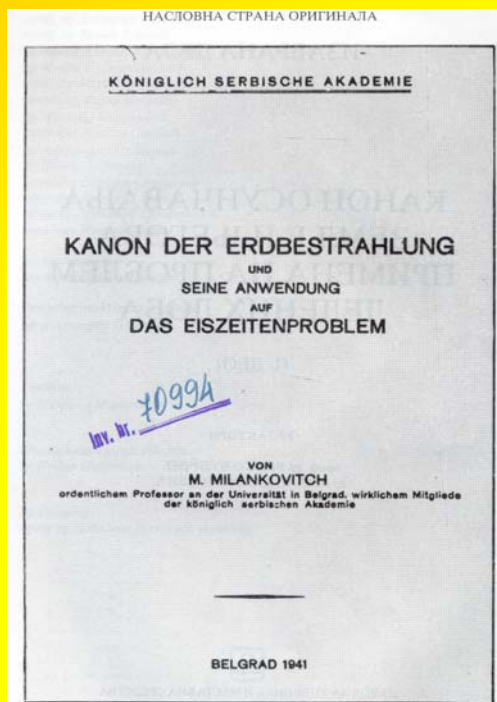 НАСЛОВНА СТРАНА ОРИГИНАЛА
KÖNIGLICH SERBISCHE AKADEMIE
KANON DER ERDBESTRAHLUNG
UND
SEINE ANWENDUNG
AUF
DAS EISZEITENPROBLEM
Inv. br. 70994
VON
M. MILANKOVITCH
ordentlichem Professor an der Universität in Belgrad, wirklichem Mitgliede
der königlich serbischen Akademie
BELGRAD 1941